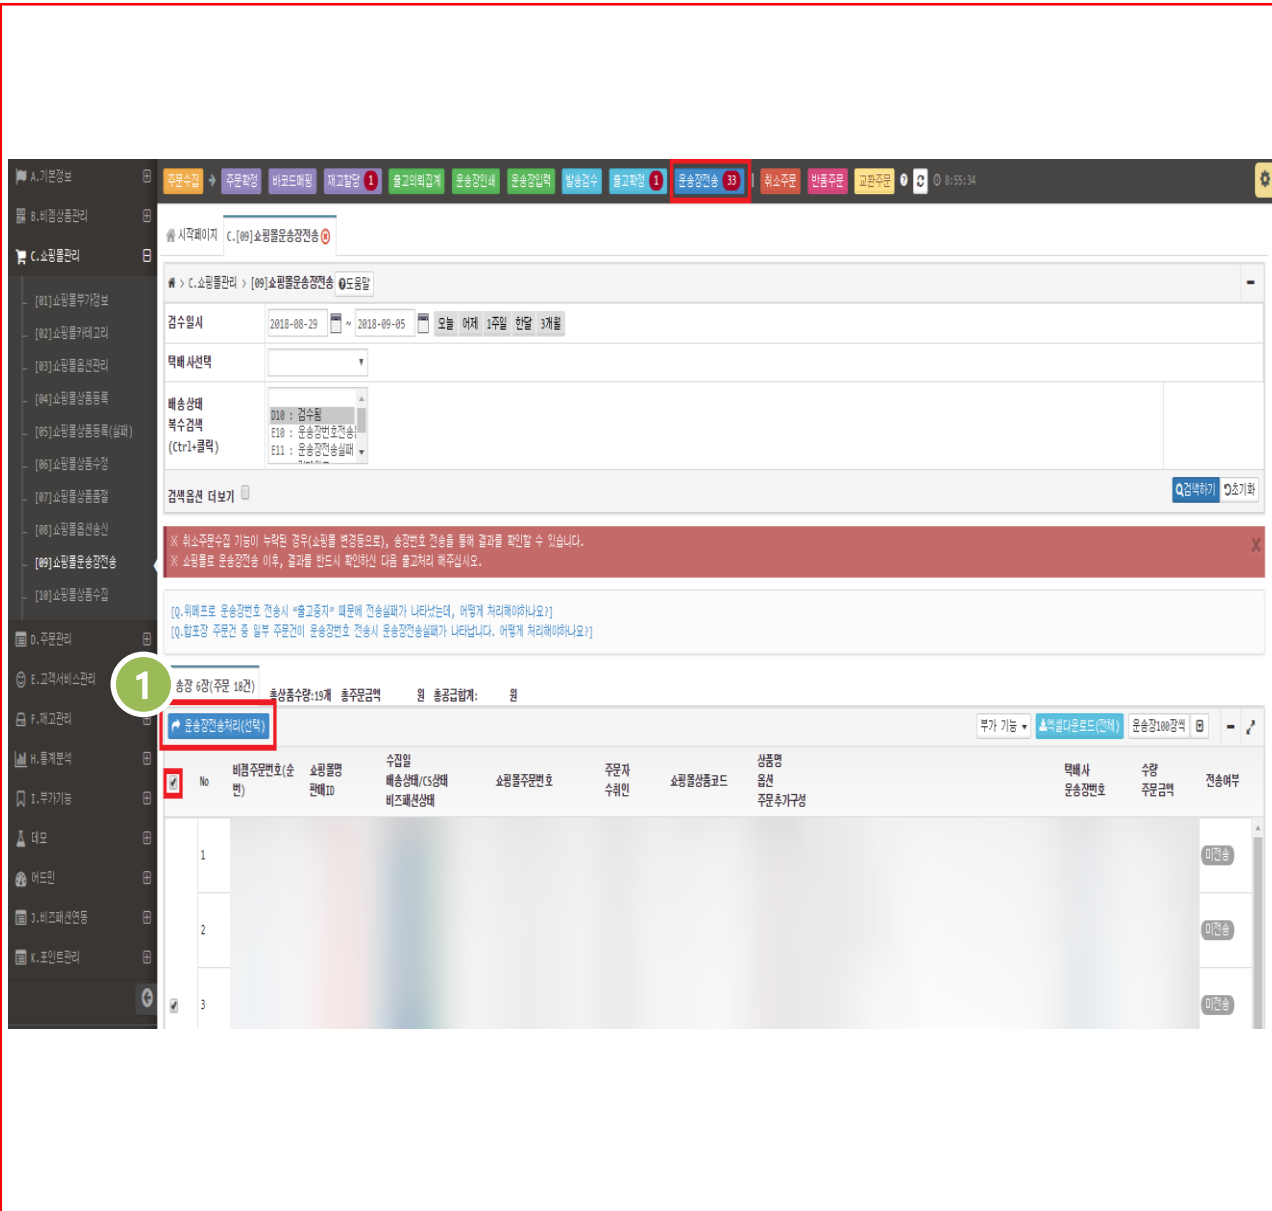 A.기본정보
B.비젬상품관리
C.쇼핑몰관리
[01]쇼핑몰부가정보
[02]쇼핑몰카테고리
[03]쇼핑몰옵션관리
[04]쇼핑몰상품등록
[05]쇼핑몰상품등록(실패)
[06]쇼핑몰상품수정
[07]쇼핑몰상품품절
[08]쇼핑몰옵션송신
[09]쇼핑몰운송장전송
[10]쇼핑몰상품수집
D.주문관리
E.고객서비스관리
F.재고관리
H.통계분석
I.부가기능
데모
어드민
J.비즈패션연동
K.포인트관리
주문수집 주문확정 바코드매핑 재고할당 1 출고의뢰집계 운송장인쇄 운송장입력 발송검수 출고확정 1 운송장전송 33 취소주문 반품주문 교환주문 8:55:34
시작페이지 C.[09]쇼핑몰운송장전송
> C.쇼핑몰관리 > [09]쇼핑몰운송장전송 도움말
검수일시 2018-08-29 ~ 2018-09-05 오늘 어제 1주일 한달 3개월
택배사선택
배송상태
복수검색
(Ctrl+클릭)
D10 : 검수됨
E10 : 운송장번호전송
E11 : 운송장전송실패
검색옵션 더보기 검색하기 초기화
※ 취소주문수집 기능이 누락된 경우(쇼핑몰 변경등으로), 송장번호 전송을 통해 결과를 확인할 수 있습니다.
※ 쇼핑몰로 운송장전송 이후, 결과를 반드시 확인하신 다음 출고처리 해주십시오.
[Q.위메프로 운송장번호 전송시 "출고중지" 때문에 전송실패가 나타났는데, 어떻게 처리해야하나요?]
[Q.합포장 주문건 중 일부 주문건이 운송장번호 전송시 운송장전송실패가 나타납니다. 어떻게 처리해야하나요?]
1
송장 6장(주문 18건) 총상품수량:19개 총주문금액 원 총공급합계: 원
운송장전송처리(선택) 부가 기능 엑셀다운로드(전체) 운송장100장씩
No 비젬주문번호(순번) 쇼핑몰명 판매ID 수집일 배송상태/CS상태 비즈패션상태 쇼핑몰주문번호 주문자 수취인 쇼핑몰상품코드 상품명 옵션 주문추가구성 택배사 운송장번호 수량 주문금액 전송여부
1 미전송
2 미전송
3 미전송